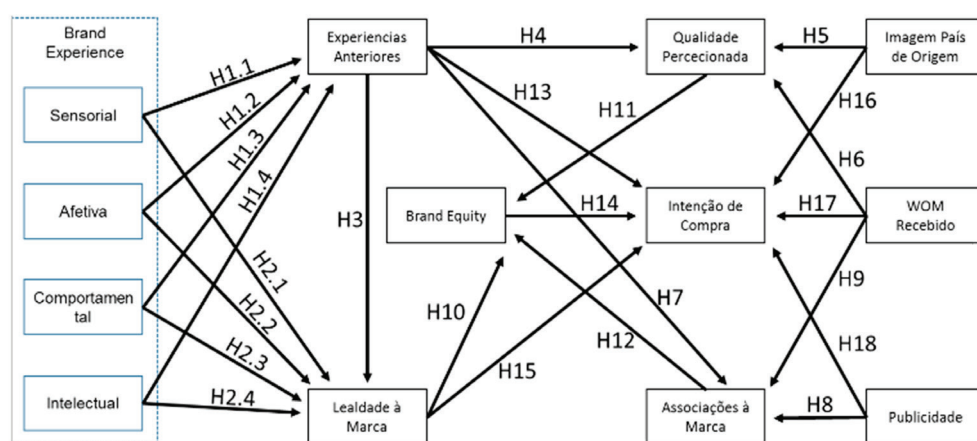 Brand
Experience
Sensorial
Afetiva
Comportamen
tal
Intelectual
H1.1
H1.2
H1.3
H1.4
H2.1
H2.2
H2.3
H2.4
Experiencias
Anteriores
H3
Lealdade à
Marca
H4
H13
H11
Brand Equity
H14
H10
H15
H12
H7
Qualidade
Percecionada
Intenção de
Compra
Associações à
Marca
H5
H16
H6
H17
H9
H18
H8
Imagem País
de Origem
WOM
Recebido
Publicidade